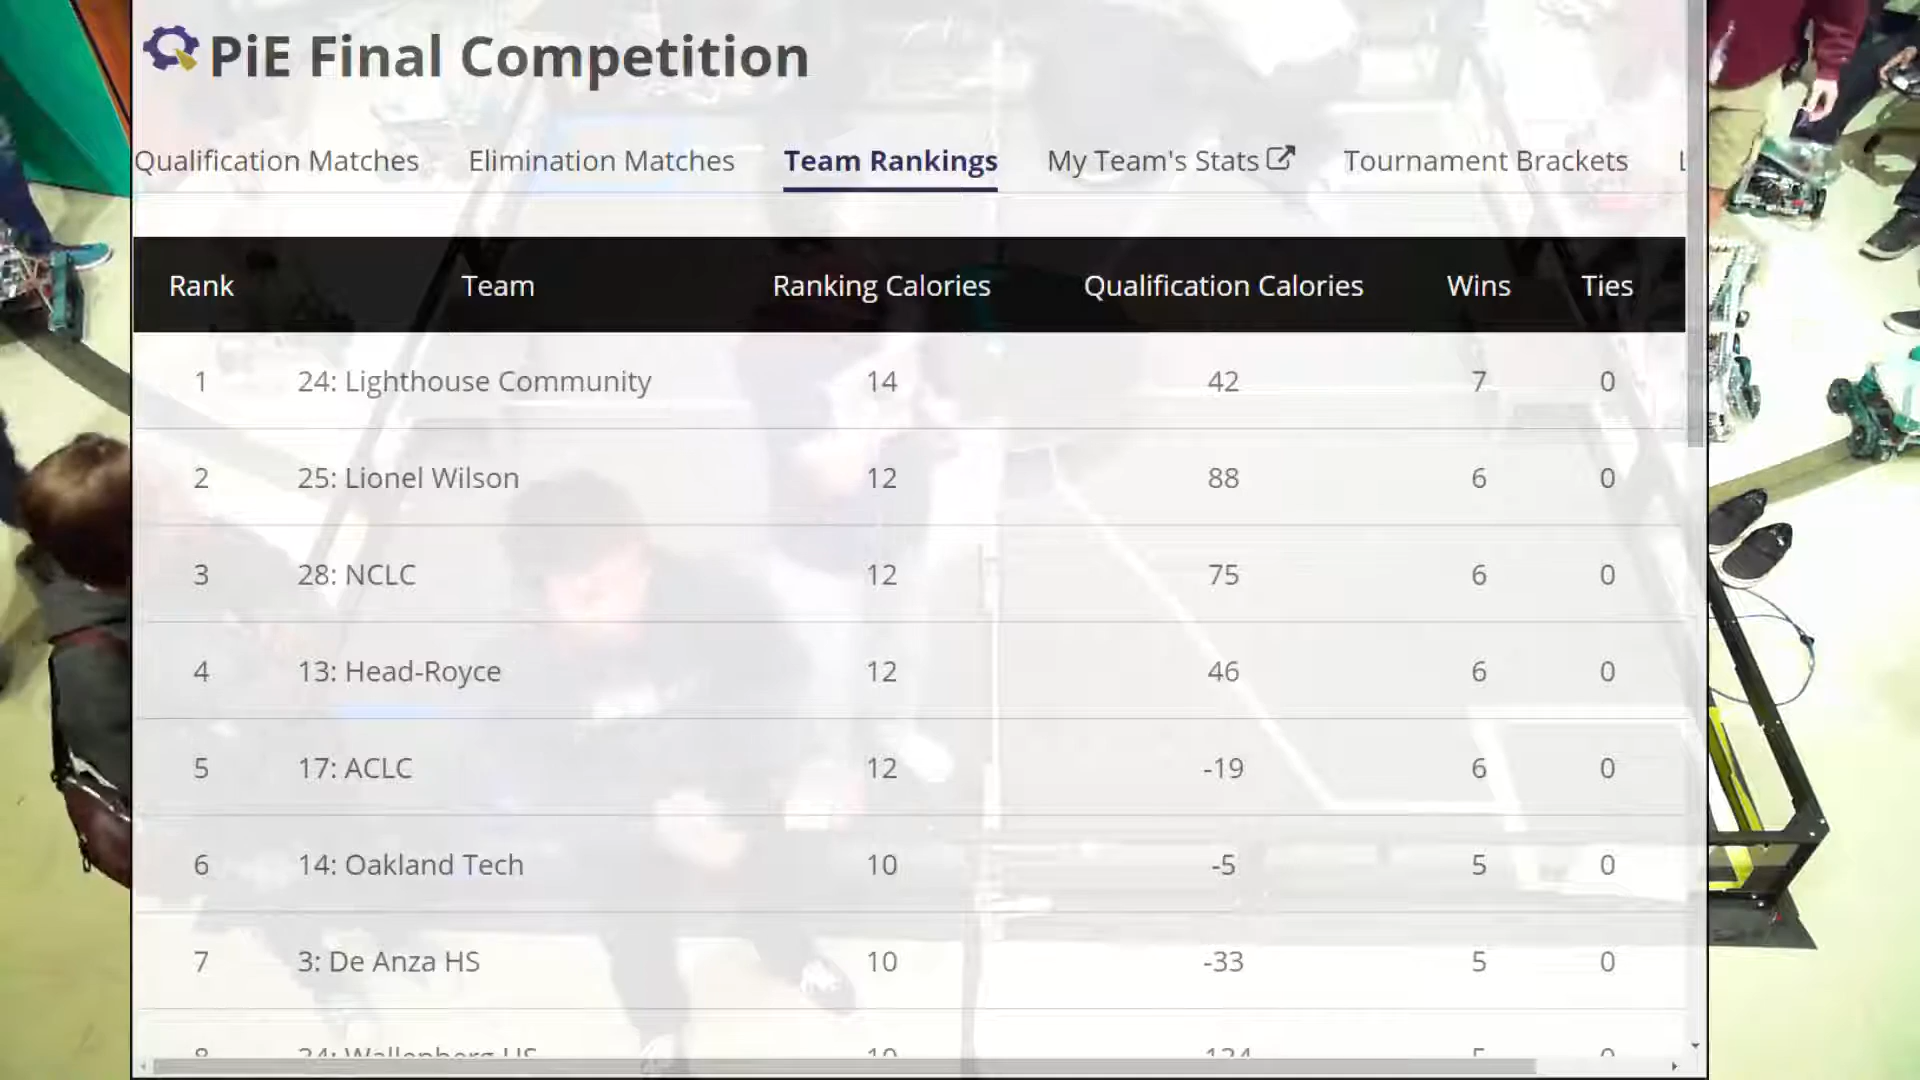 PiE Final Competition
Qualification Matches Elimination Matches Team Rankings My Team's Stats Tournament Brackets
Rank Team Ranking Calories Qualification Calories Wins Ties
1 24: Lighthouse Community 14 42 7 0
2 25: Lionel Wilson 12 88 6 0
3 28: NCLC 12 75 6 0
4 13: Head-Royce 12 46 6 0
5 17: ACLC 12 -19 6 0
6 14: Oakland Tech 10 -5 5 0
7 3: De Anza HS 10 -33 5 0